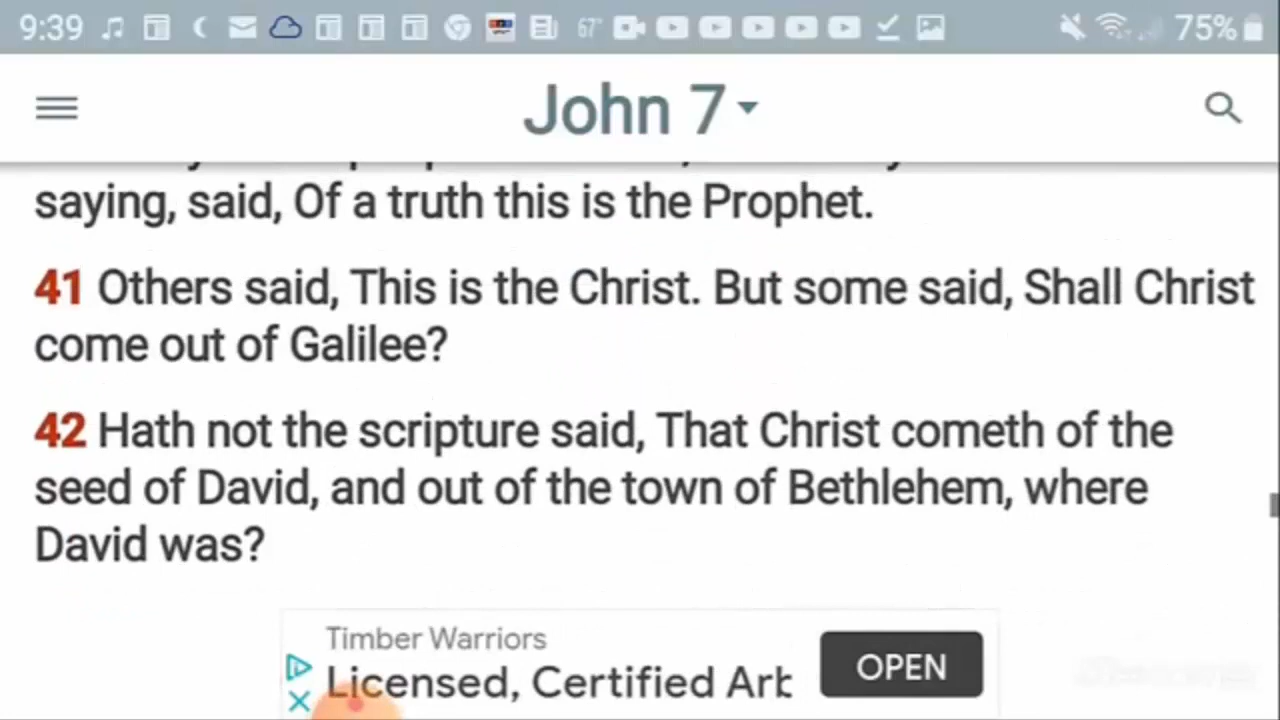 9:39 67° 75%
John 7
saying, said, Of a truth this is the Prophet.
41 Others said, This is the Christ. But some said, Shall Christ
come out of Galilee?
42 Hath not the scripture said, That Christ cometh of the
seed of David, and out of the town of Bethlehem, where
David was?
Timber Warriors
Licensed, Certified Arb
OPEN